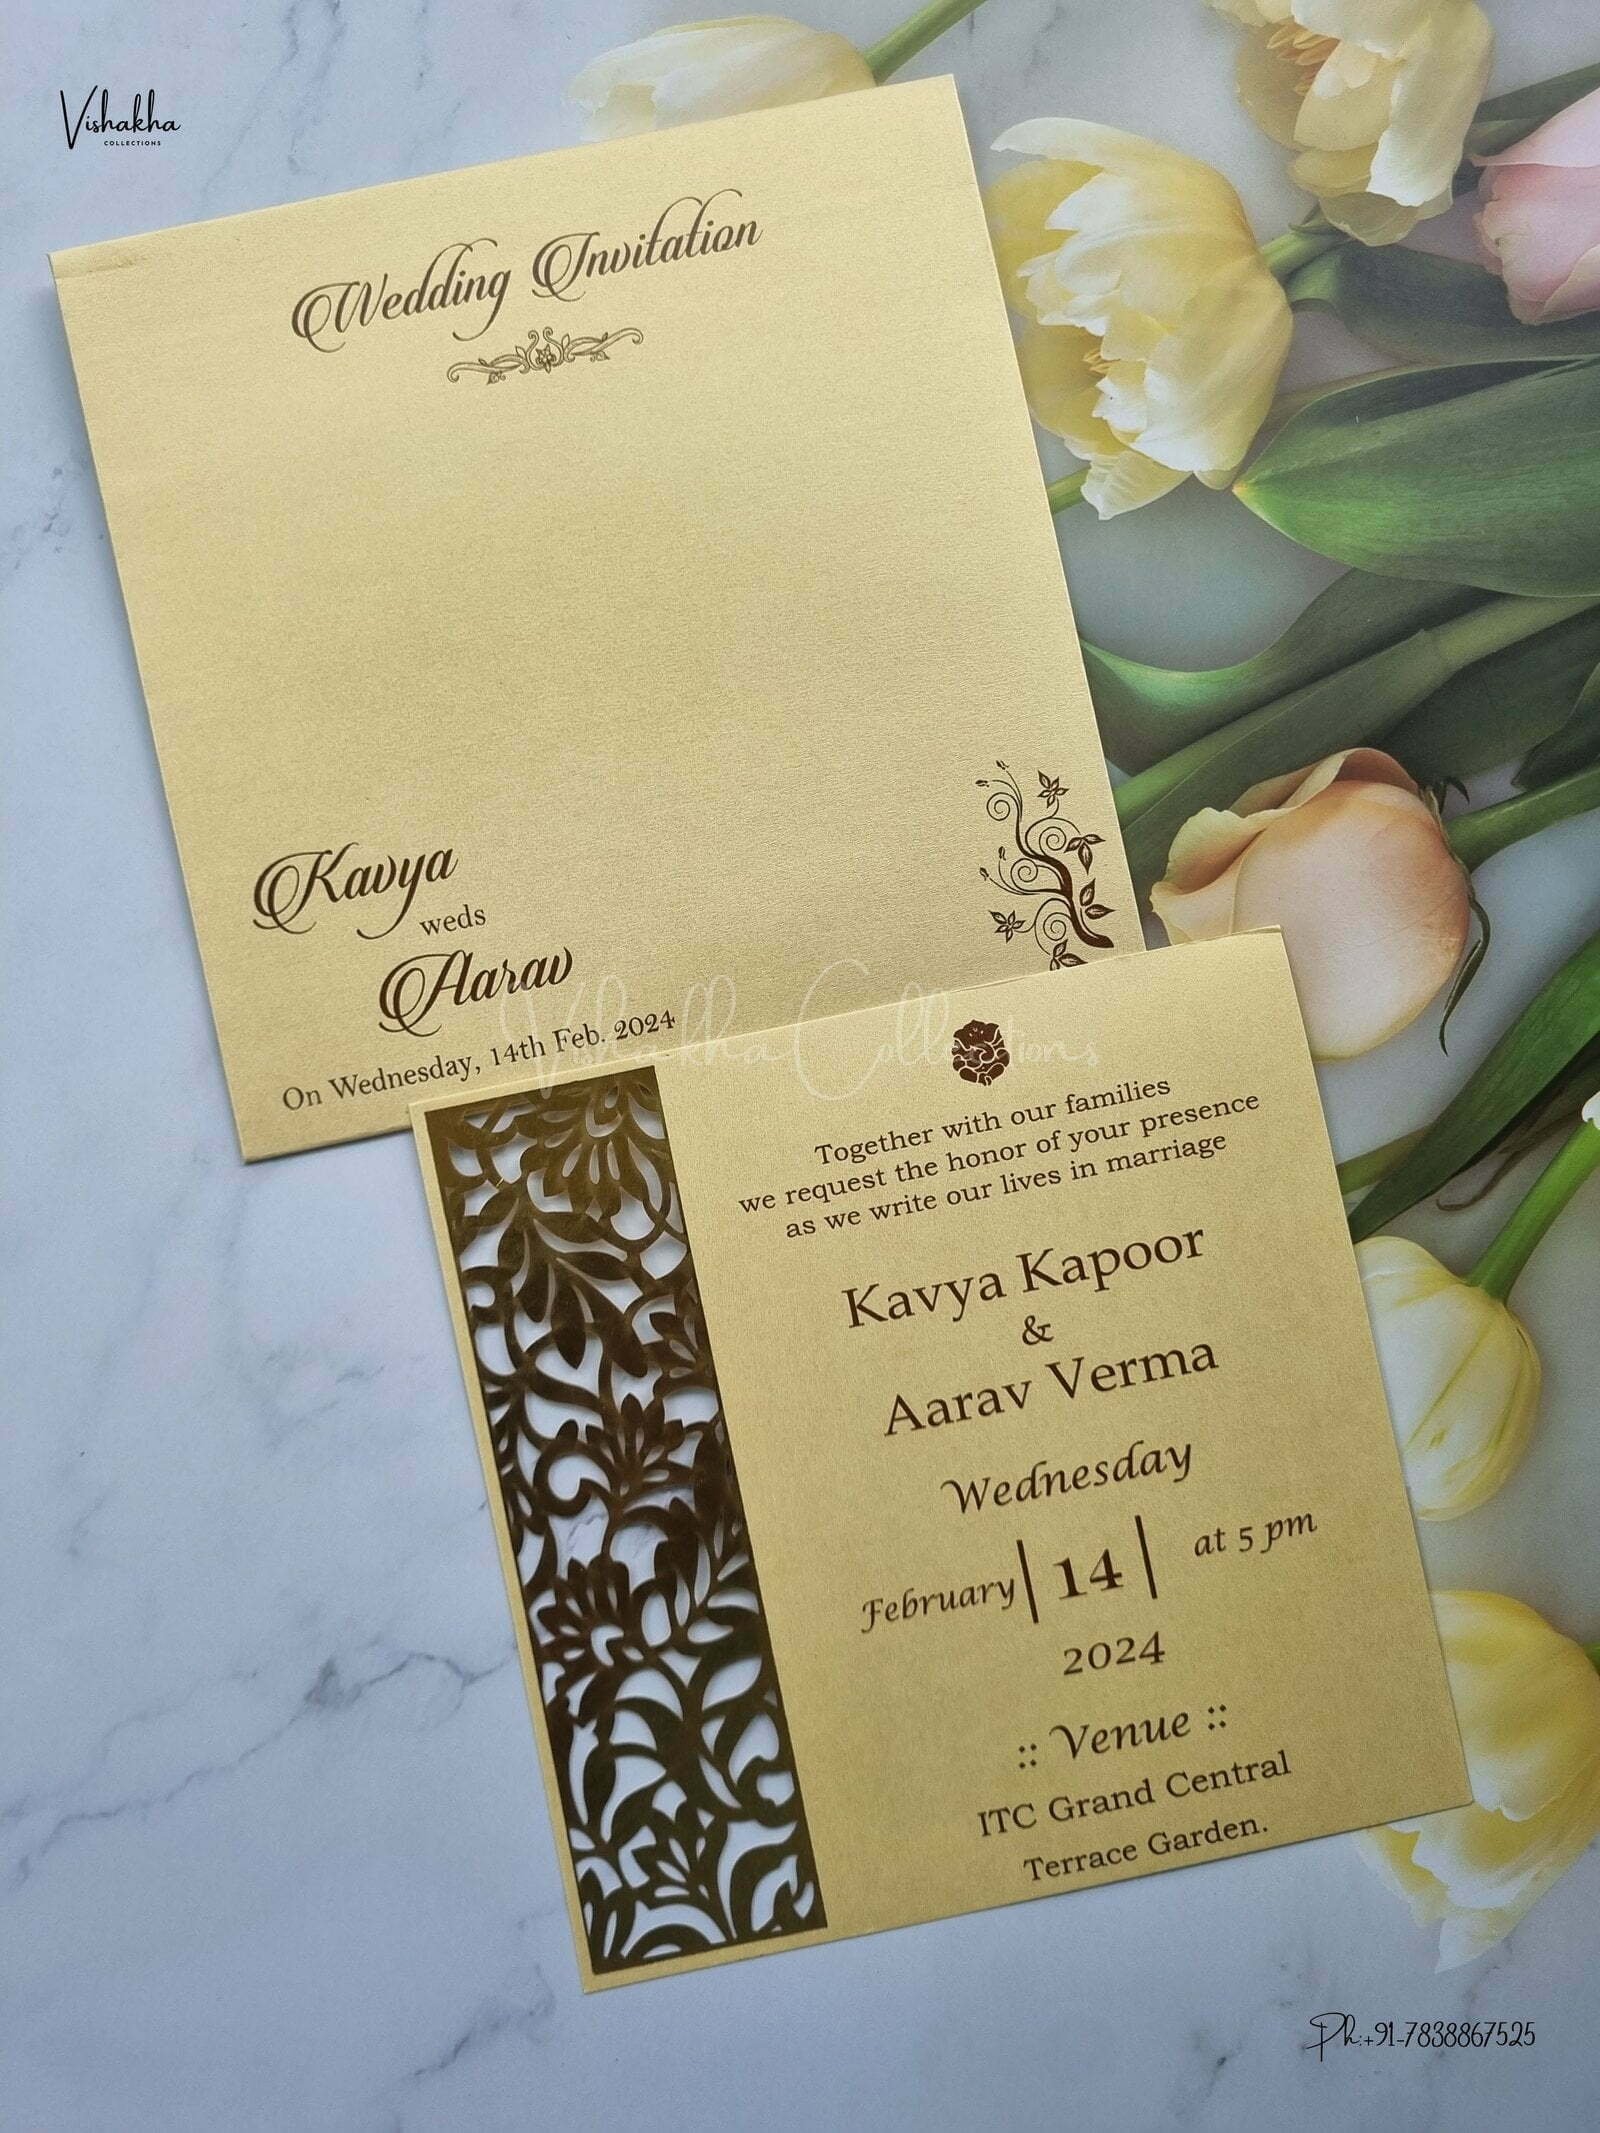 Vishakha
COLLECTIONS
Wedding Invitation
Kavya
weds
Aarav
On Wednesday, 14th Feb. 2024
Vishakha Collections
Together with our families
we request the honor of your presence
as we write our lives in marriage
Kavya Kapoor
&
Aarav Verma
Wednesday
February | 14 | at 5 pm
2024
:: Venue ::
ITC Grand Central
Terrace Garden.
Ph:+91-7838867525